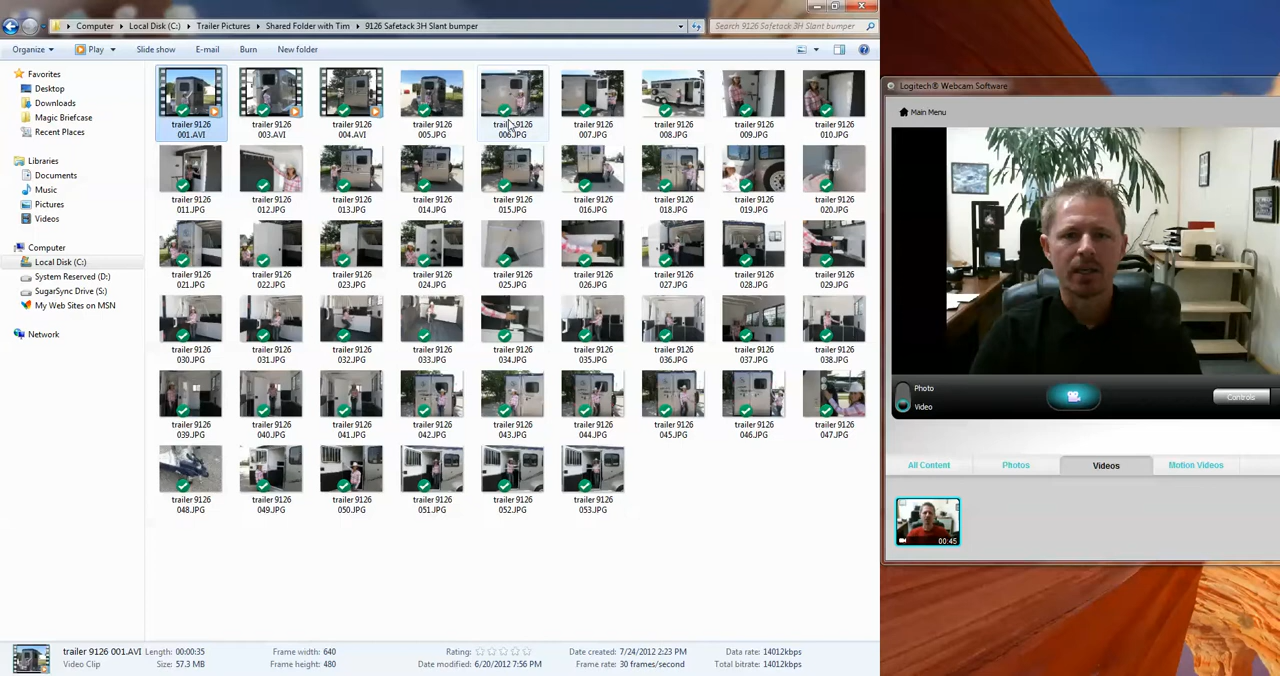 Computer ▸ Local Disk (C:) ▸ Trailer Pictures ▸ Shared Folder with Tim ▸ 9126 Safetack 3H Slant bumper
Search 9126 Safetack 3H Slant bumper
Organize Play Slide show E-mail Burn New folder
Favorites
Desktop
Downloads
Magic Briefcase
Recent Places
Libraries
Documents
Music
Pictures
Videos
Computer
Local Disk (C:)
System Reserved (D:)
SugarSync Drive (S:)
My Web Sites on MSN
Network
trailer 9126 001.AVI
trailer 9126 003.AVI
trailer 9126 004.AVI
trailer 9126 005.JPG
trailer 9126 006.JPG
trailer 9126 007.JPG
trailer 9126 008.JPG
trailer 9126 009.JPG
trailer 9126 010.JPG
trailer 9126 011.JPG
trailer 9126 012.JPG
trailer 9126 013.JPG
trailer 9126 014.JPG
trailer 9126 015.JPG
trailer 9126 016.JPG
trailer 9126 018.JPG
trailer 9126 019.JPG
trailer 9126 020.JPG
trailer 9126 021.JPG
trailer 9126 022.JPG
trailer 9126 023.JPG
trailer 9126 024.JPG
trailer 9126 025.JPG
trailer 9126 026.JPG
trailer 9126 027.JPG
trailer 9126 028.JPG
trailer 9126 029.JPG
trailer 9126 030.JPG
trailer 9126 031.JPG
trailer 9126 032.JPG
trailer 9126 033.JPG
trailer 9126 034.JPG
trailer 9126 035.JPG
trailer 9126 036.JPG
trailer 9126 037.JPG
trailer 9126 038.JPG
trailer 9126 039.JPG
trailer 9126 040.JPG
trailer 9126 041.JPG
trailer 9126 042.JPG
trailer 9126 043.JPG
trailer 9126 044.JPG
trailer 9126 045.JPG
trailer 9126 046.JPG
trailer 9126 047.JPG
trailer 9126 048.JPG
trailer 9126 049.JPG
trailer 9126 050.JPG
trailer 9126 051.JPG
trailer 9126 052.JPG
trailer 9126 053.JPG
trailer 9126 001.AVI Length: 00:00:35 Frame width: 640 Rating: Date created: 7/24/2012 2:23 PM Data rate: 14012kbps
Video Clip Size: 57.3 MB Frame height: 480 Date modified: 6/20/2012 7:56 PM Frame rate: 30 frames/second Total bitrate: 14012kbps
Logitech® Webcam Software
Main Menu
Photo
Video
Controls
All Content Photos Videos Motion Videos
00:45